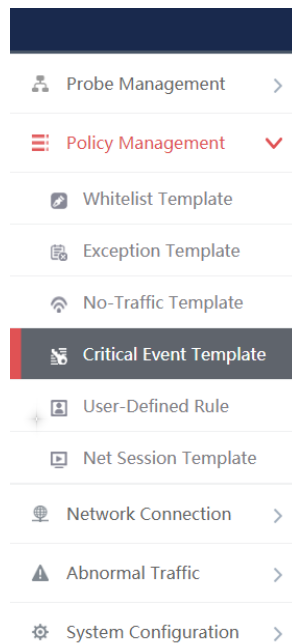 Probe Management
Policy Management
Whitelist Template
Exception Template
No-Traffic Template
Critical Event Template
User-Defined Rule
Net Session Template
Network Connection
Abnormal Traffic
System Configuration